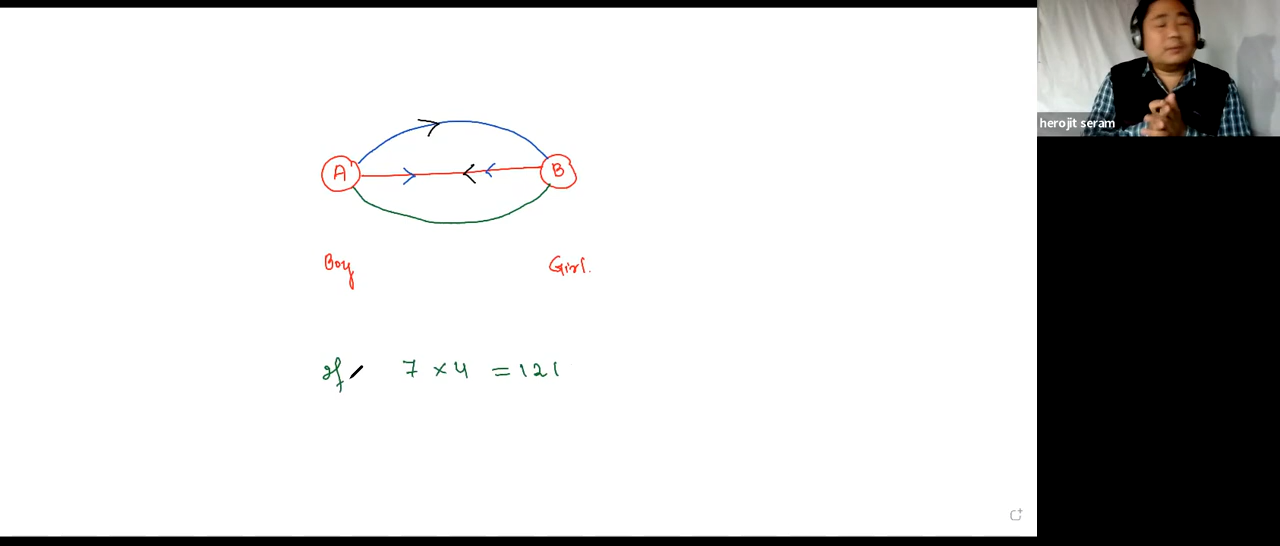 A B
Boy Girl.
If 7 × 4 = 121
herojit seram